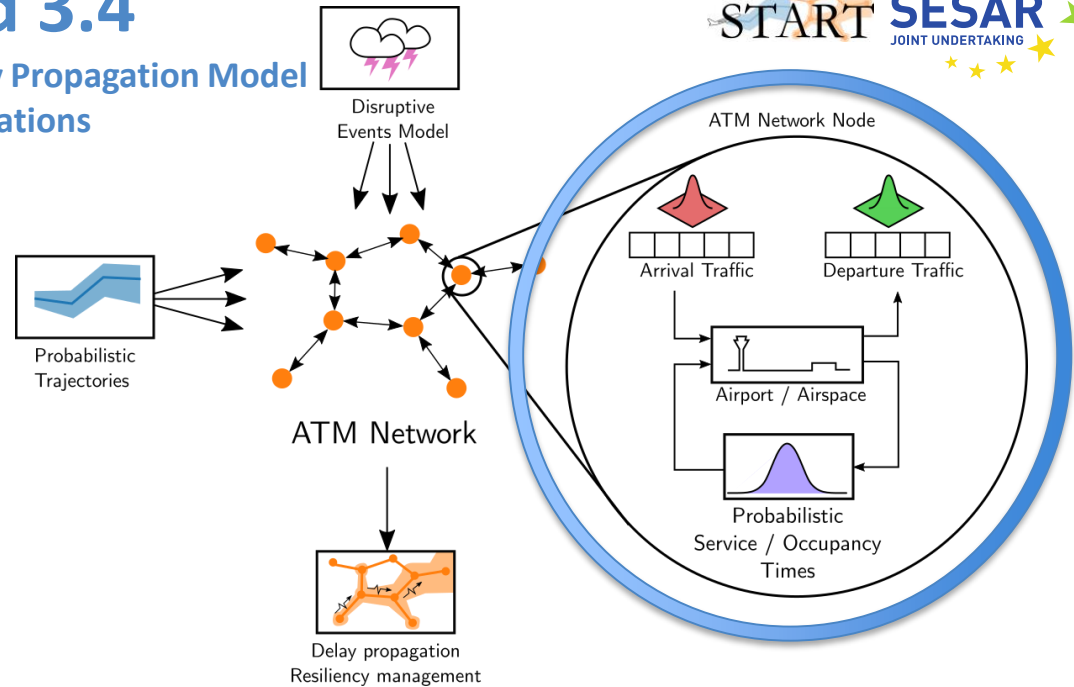 d 3.4
y Propagation Model
ations
START
SESAR
JOINT UNDERTAKING
Disruptive
Events Model
ATM Network Node
Arrival Traffic
Departure Traffic
Airport / Airspace
Probabilistic
Service / Occupancy
Times
Probabilistic
Trajectories
ATM Network
Delay propagation
Resiliency management